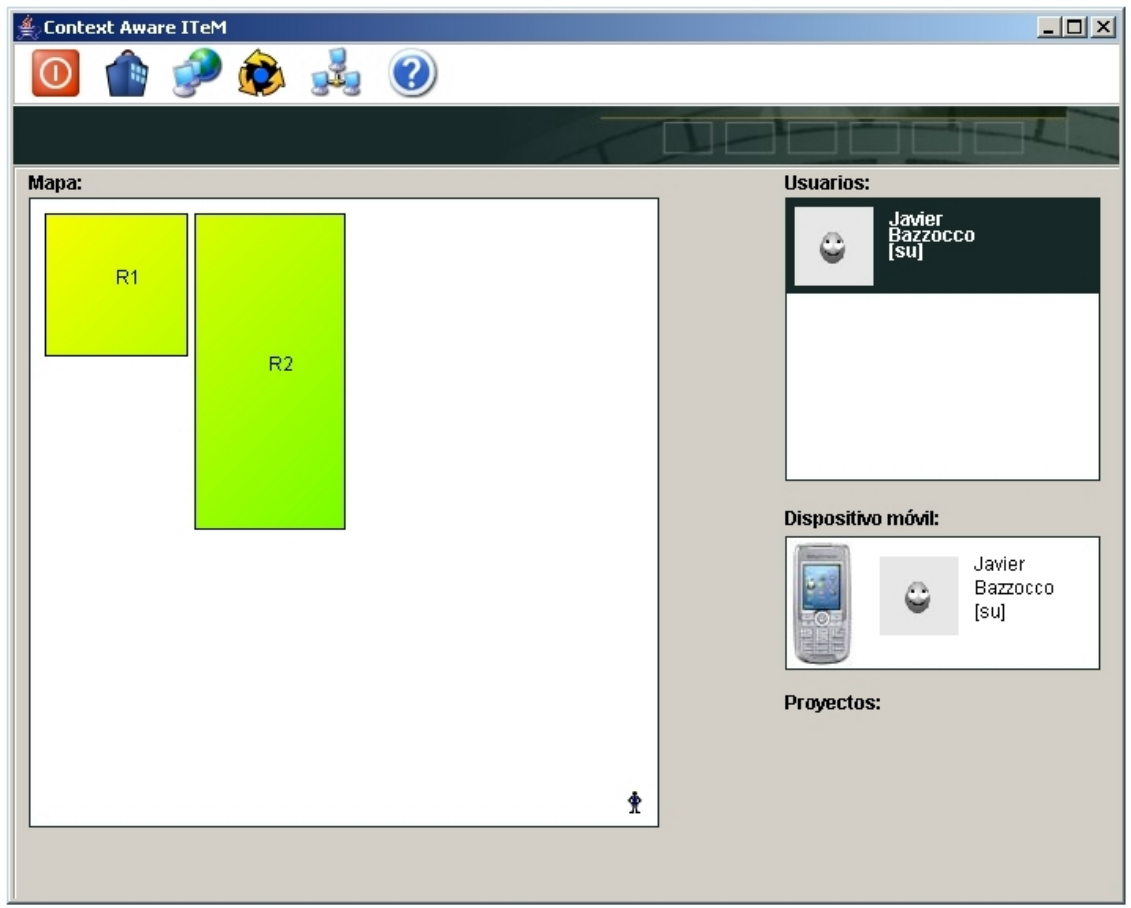 Context Aware ITeM
Mapa:
R1
R2
Usuarios:
Javier
Bazzocco
[su]
Dispositivo móvil:
Javier
Bazzocco
[su]
Proyectos: